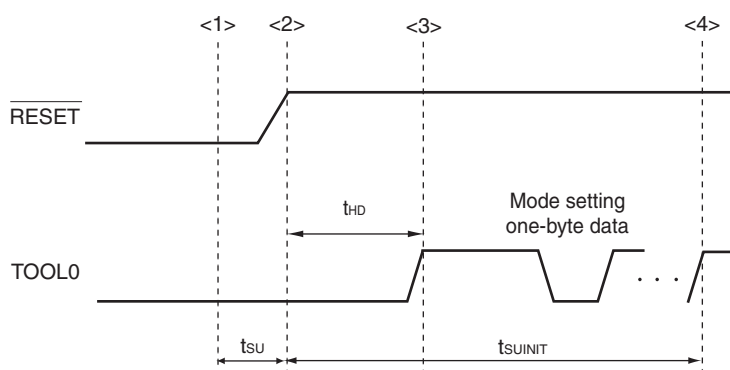 <1> <2> <3> <4>
RESET
tHD
Mode setting
one-byte data
TOOL0
. . .
tSU
tSUINIT